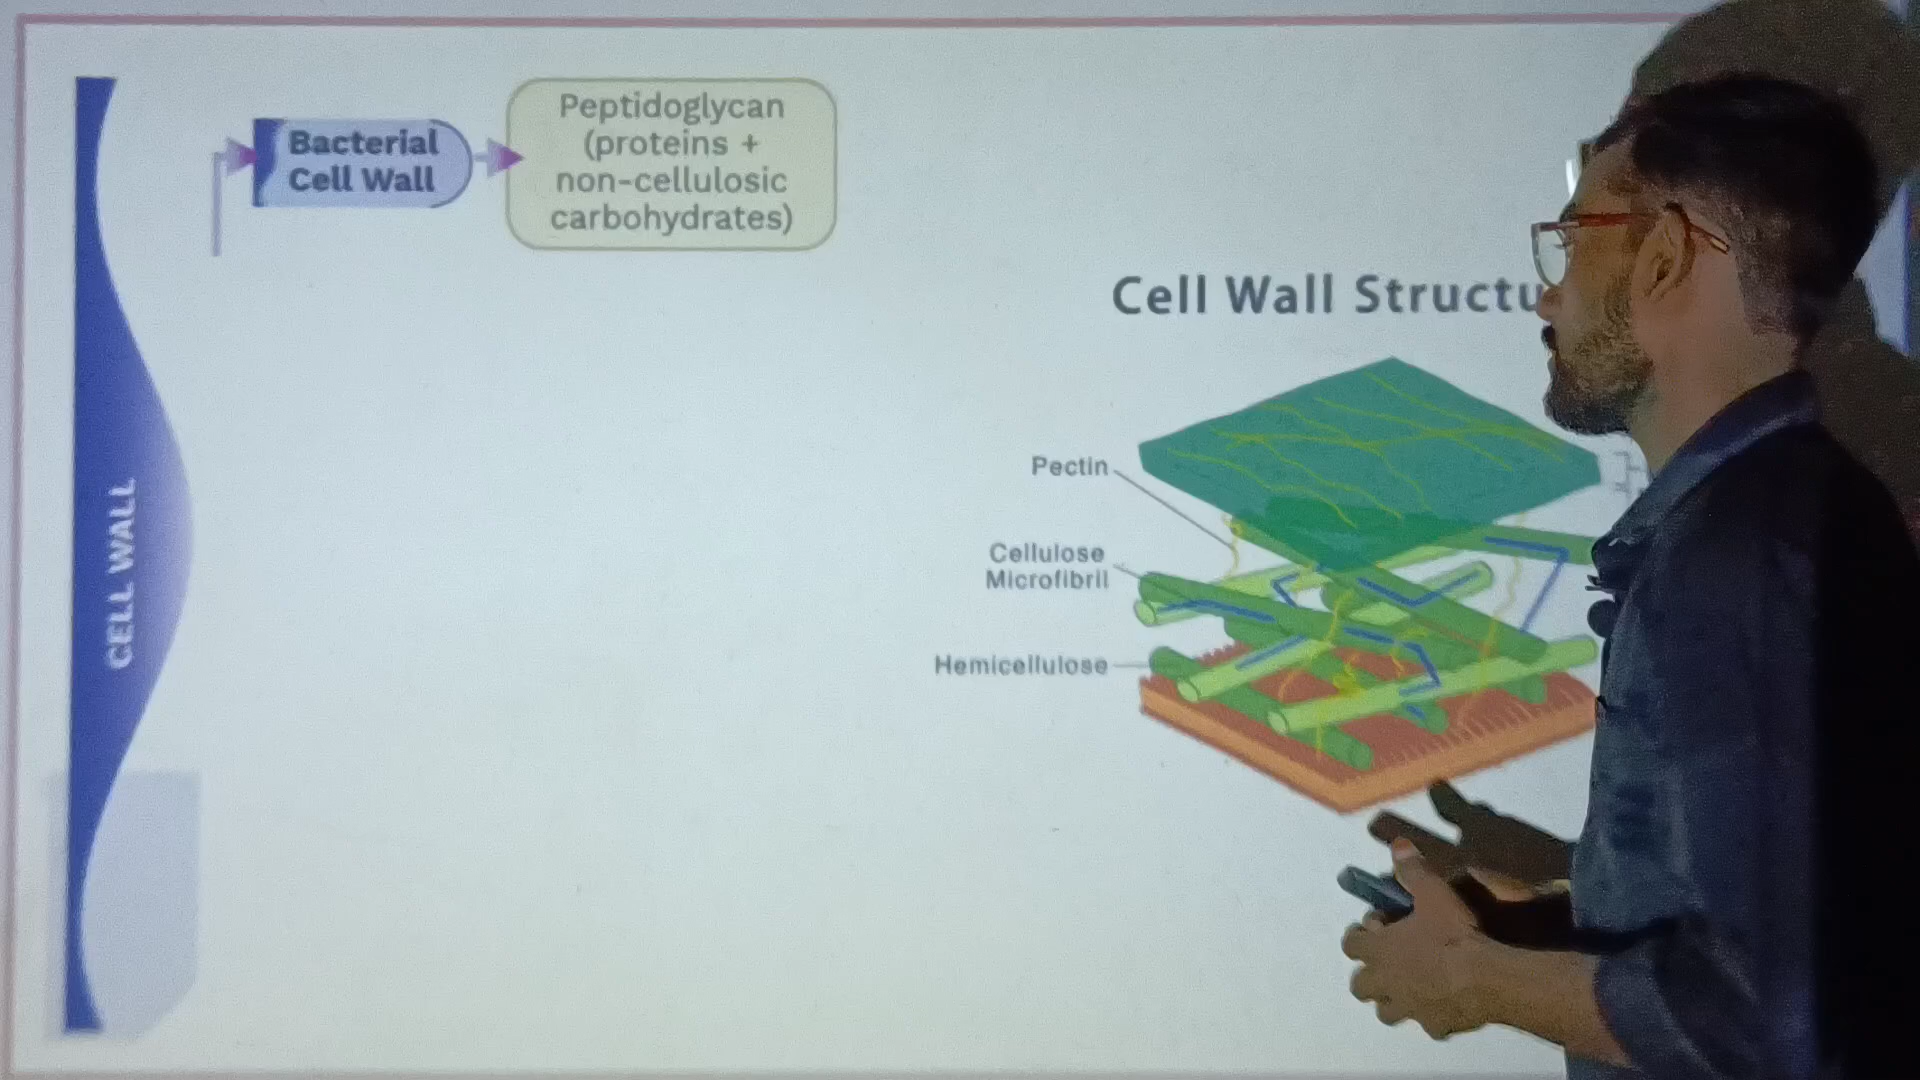 Bacterial
Cell Wall
Peptidoglycan
(proteins +
non-cellulosic
carbohydrates)
CELL WALL
Cell Wall Structu
Pectin
Cellulose
Microfibril
Hemicellulose